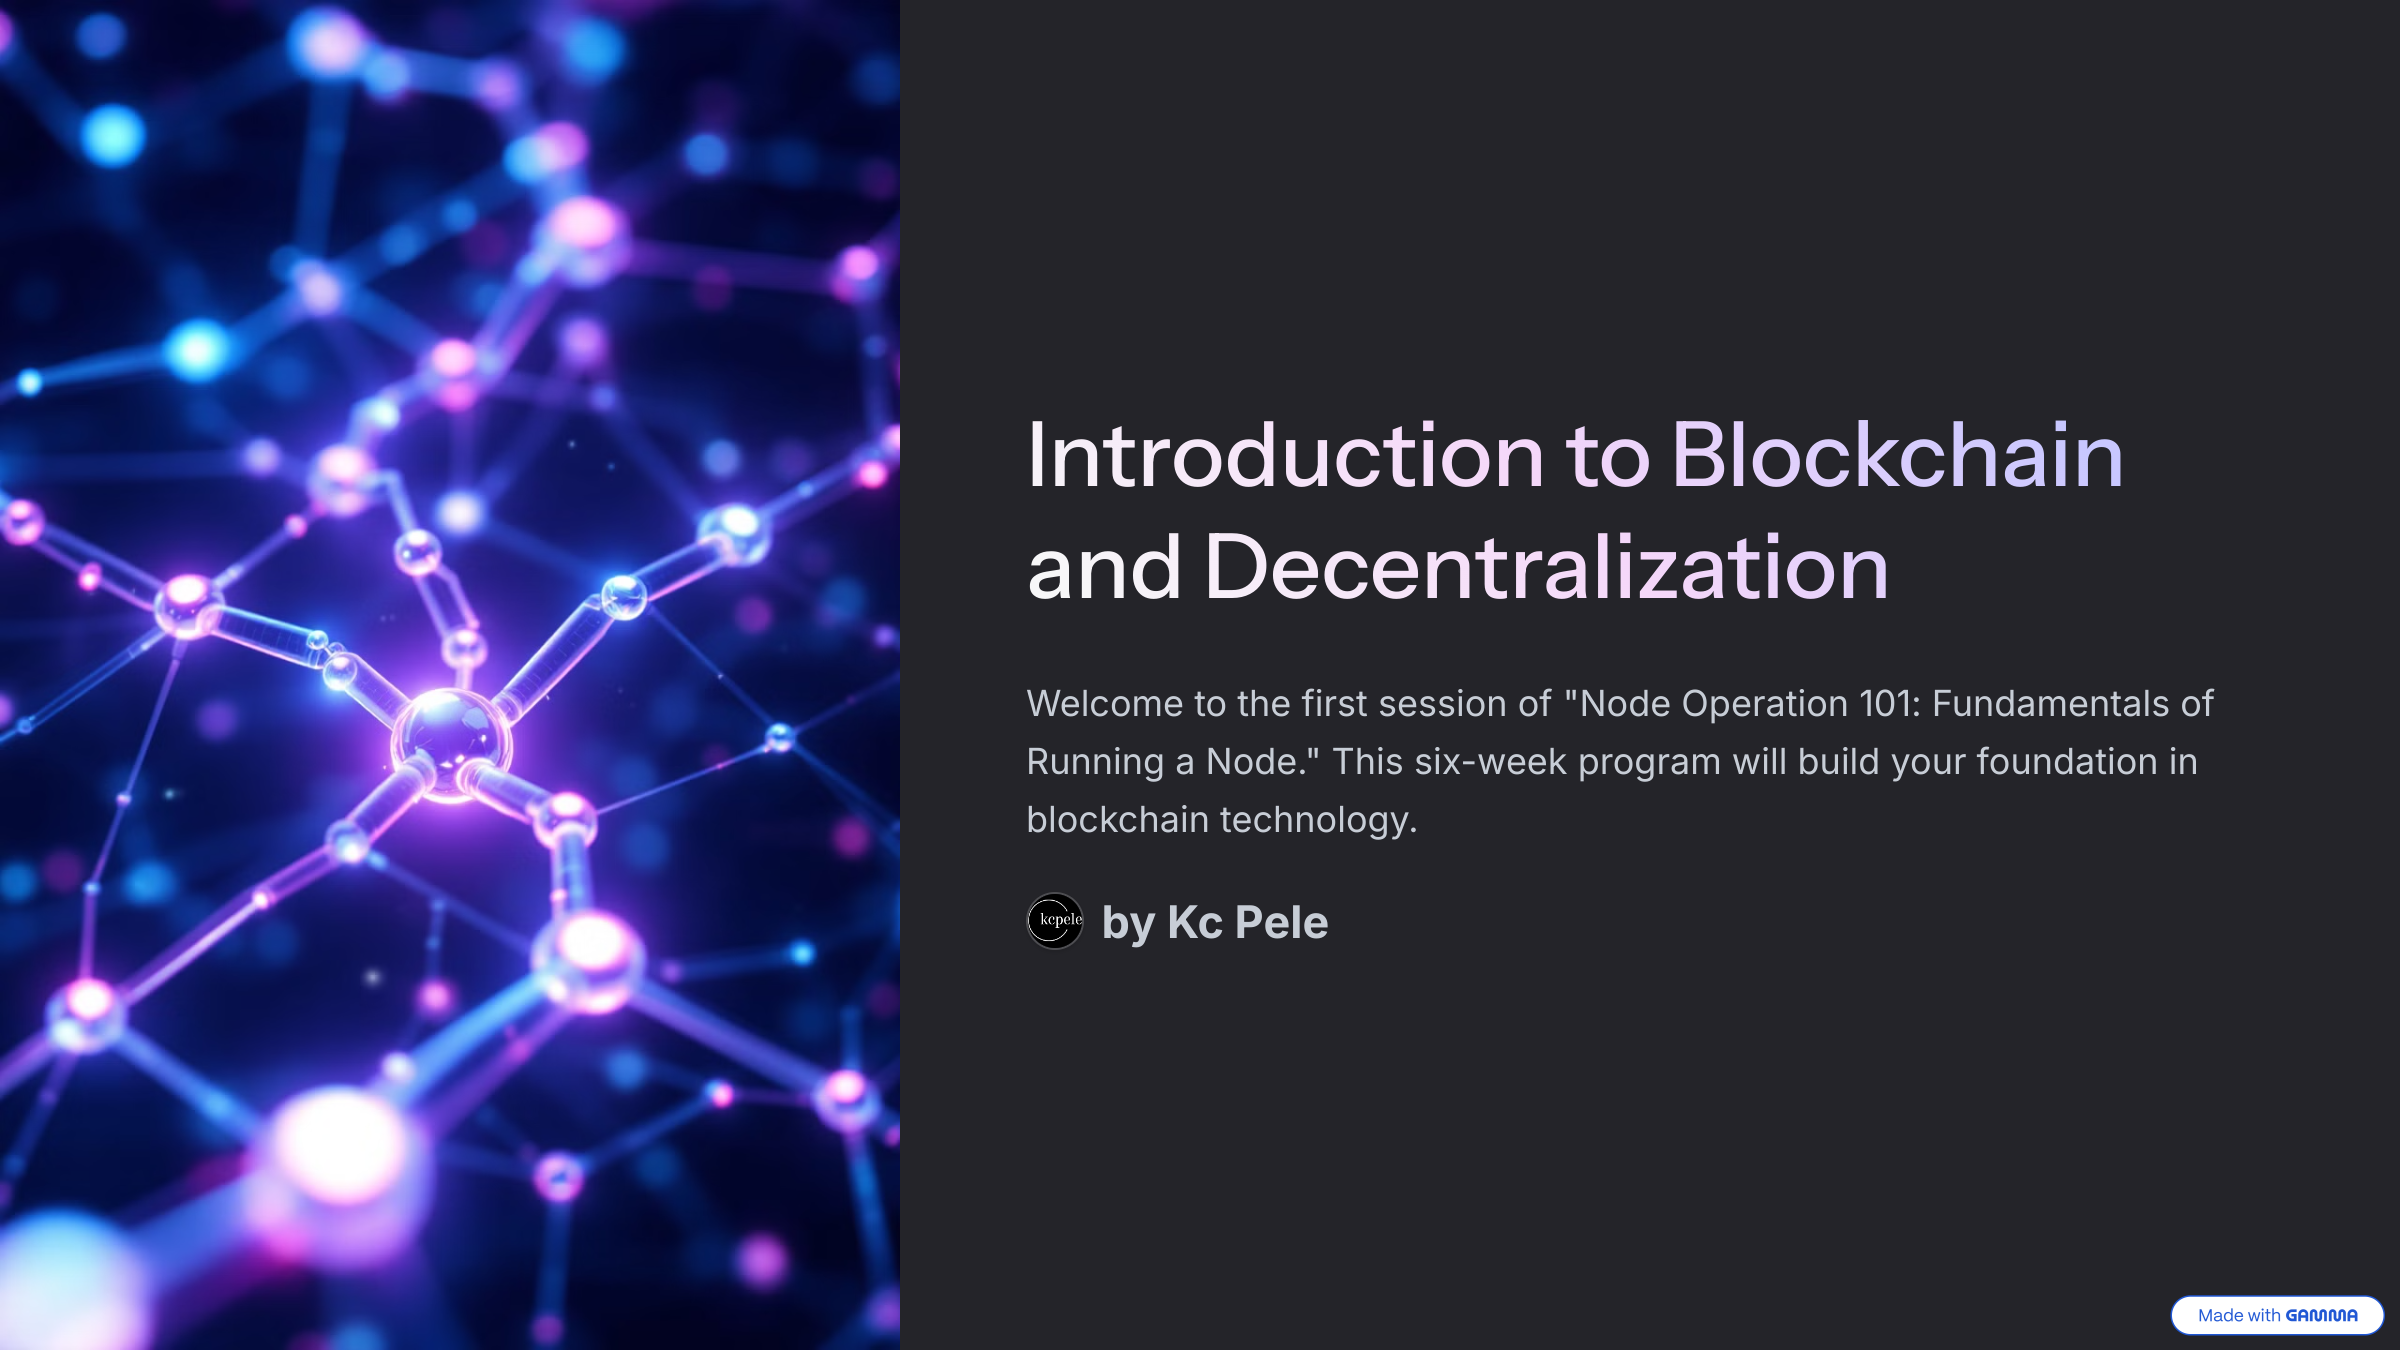 Introduction to Blockchain
and Decentralization
Welcome to the first session of "Node Operation 101: Fundamentals of
Running a Node." This six-week program will build your foundation in
blockchain technology.
kcpele
by Kc Pele
Made with GAMMA